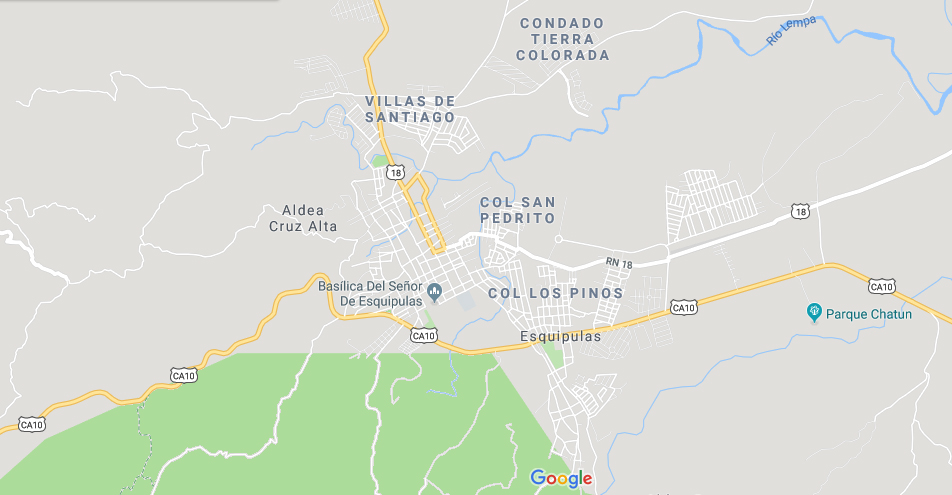 CONDADO
TIERRA
COLORADA
Río Lempa
VILLAS DE
SANTIAGO
18
COL SAN
PEDRITO
Aldea
Cruz Alta
18
RN 18
Basílica Del Señor
De Esquipulas
COL LOS PINOS
CA10
CA10
Parque Chatun
CA10
Esquipulas
CA10
CA10
Google